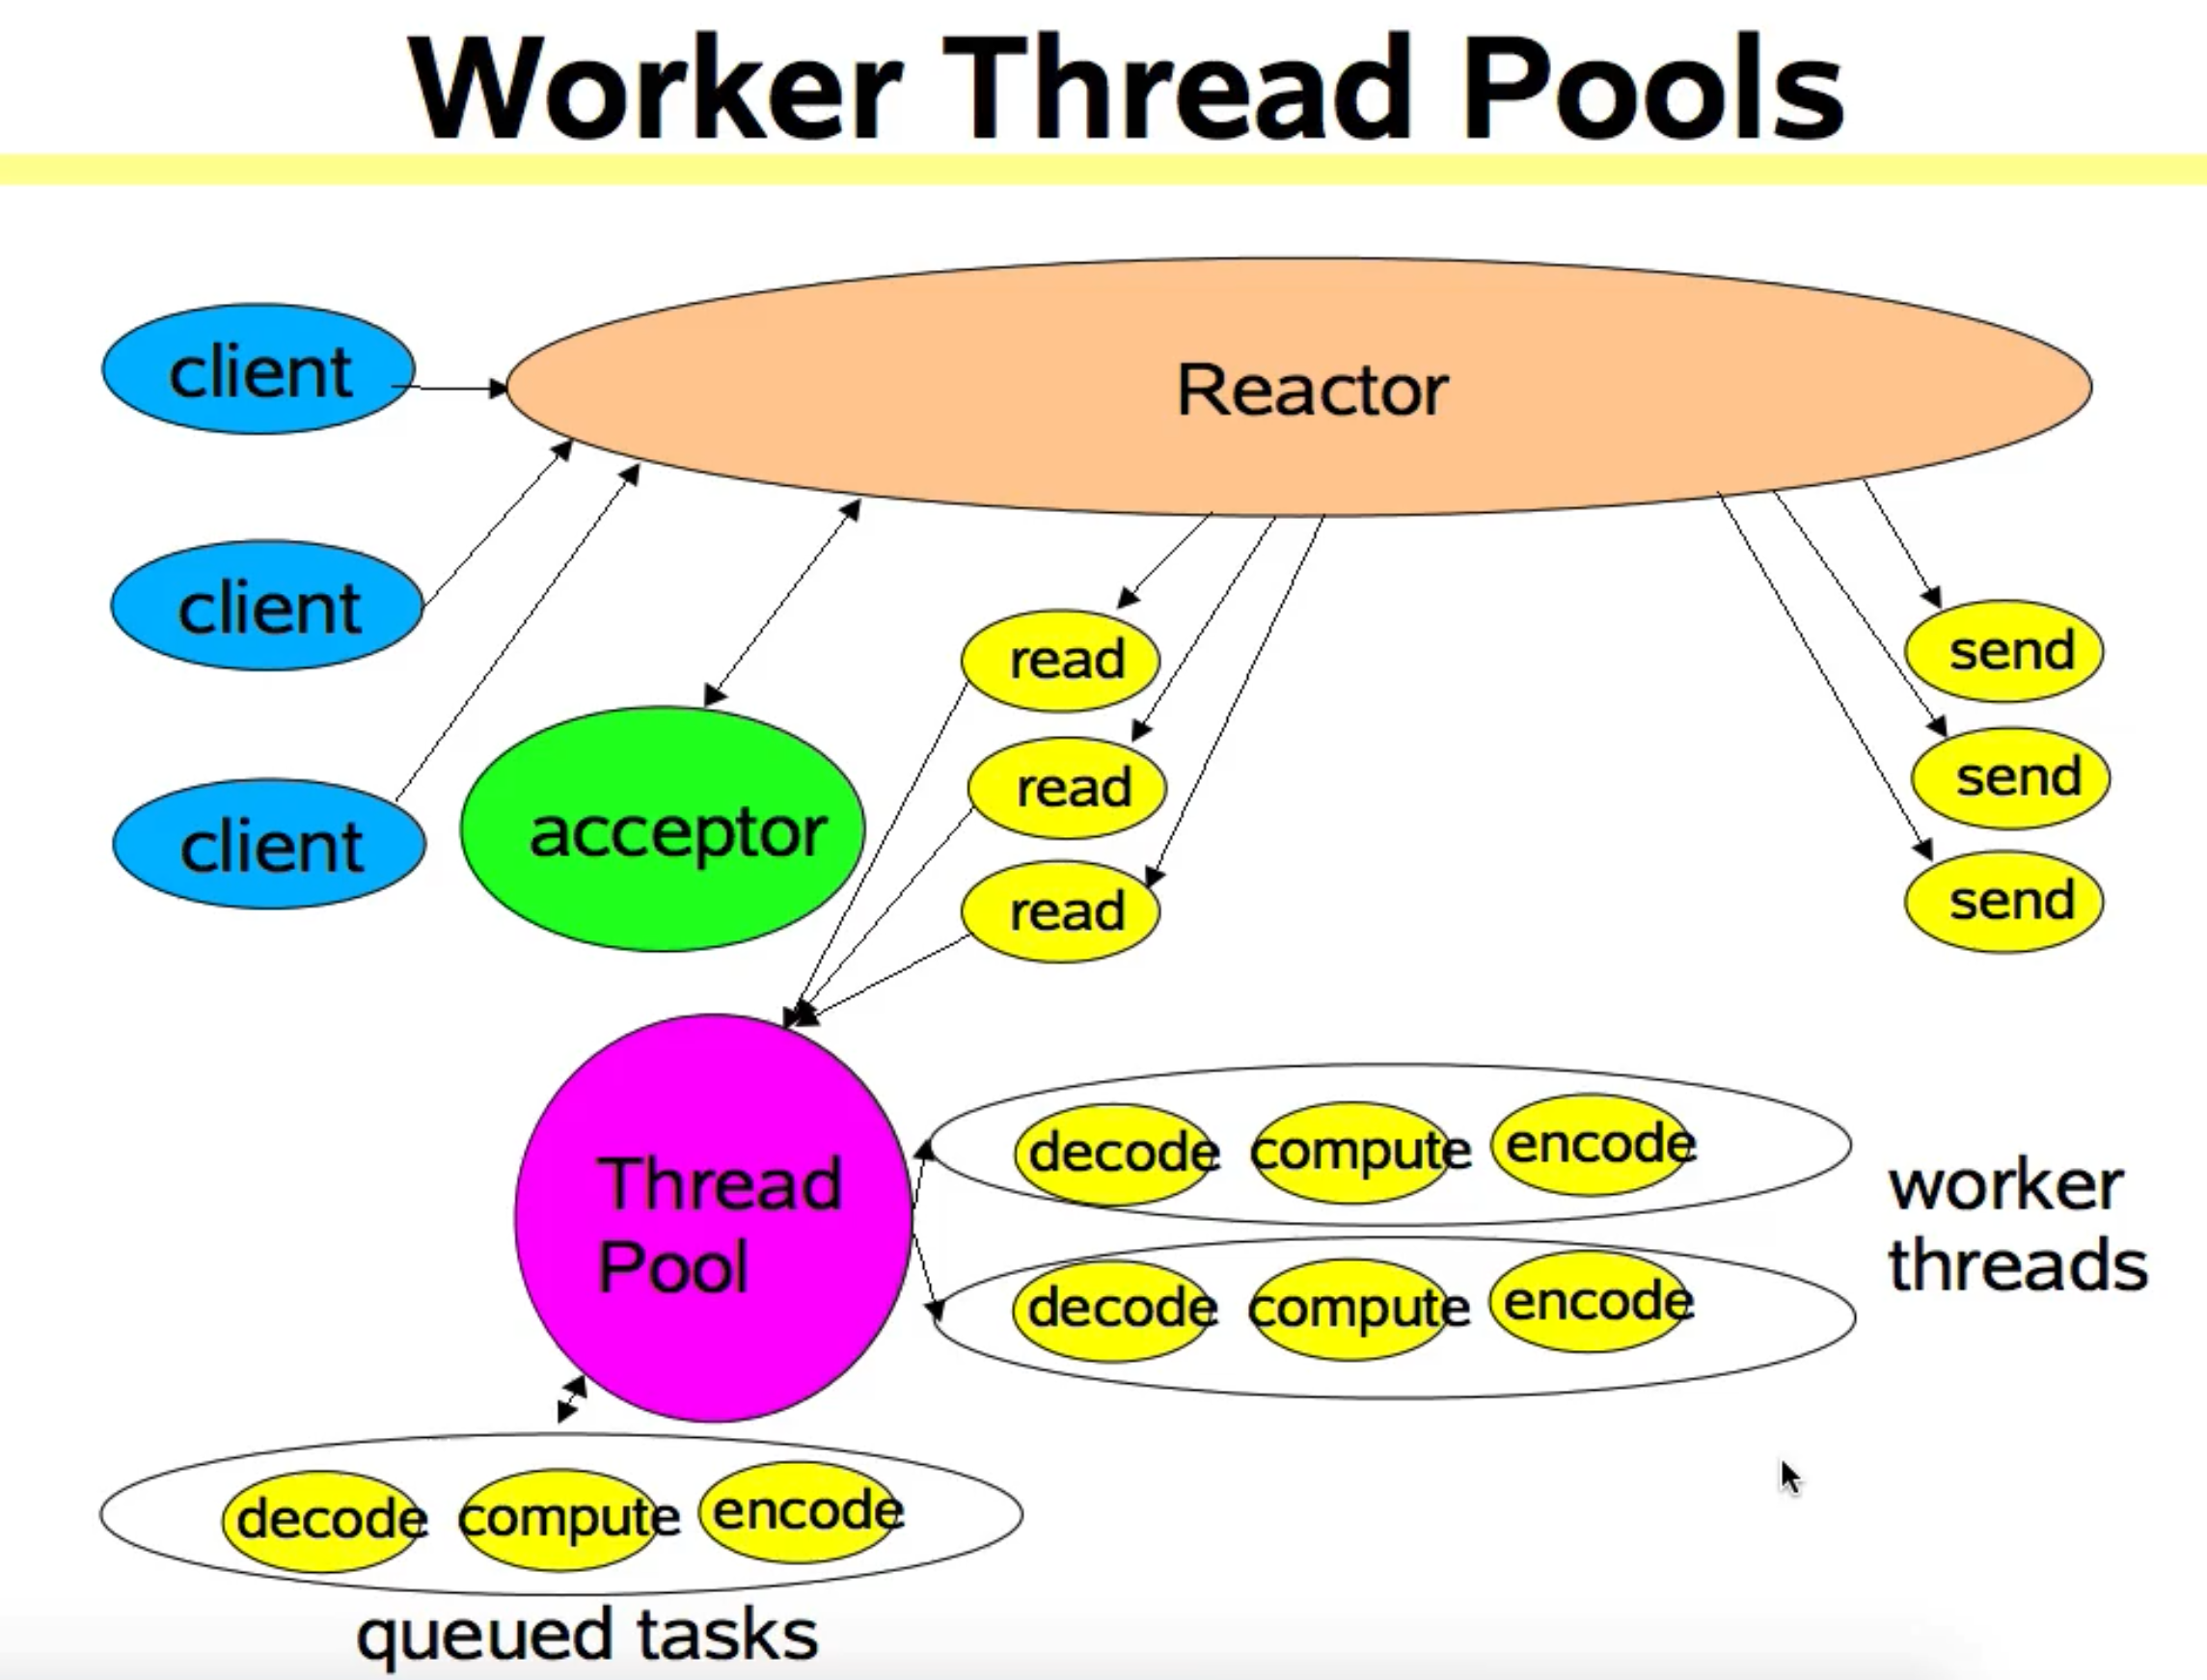 Worker Thread Pools
client
Reactor
client
client
acceptor
read
read
read
send
send
send
Thread
Pool
decode compute encode
decode compute encode
worker
threads
decode compute encode
queued tasks